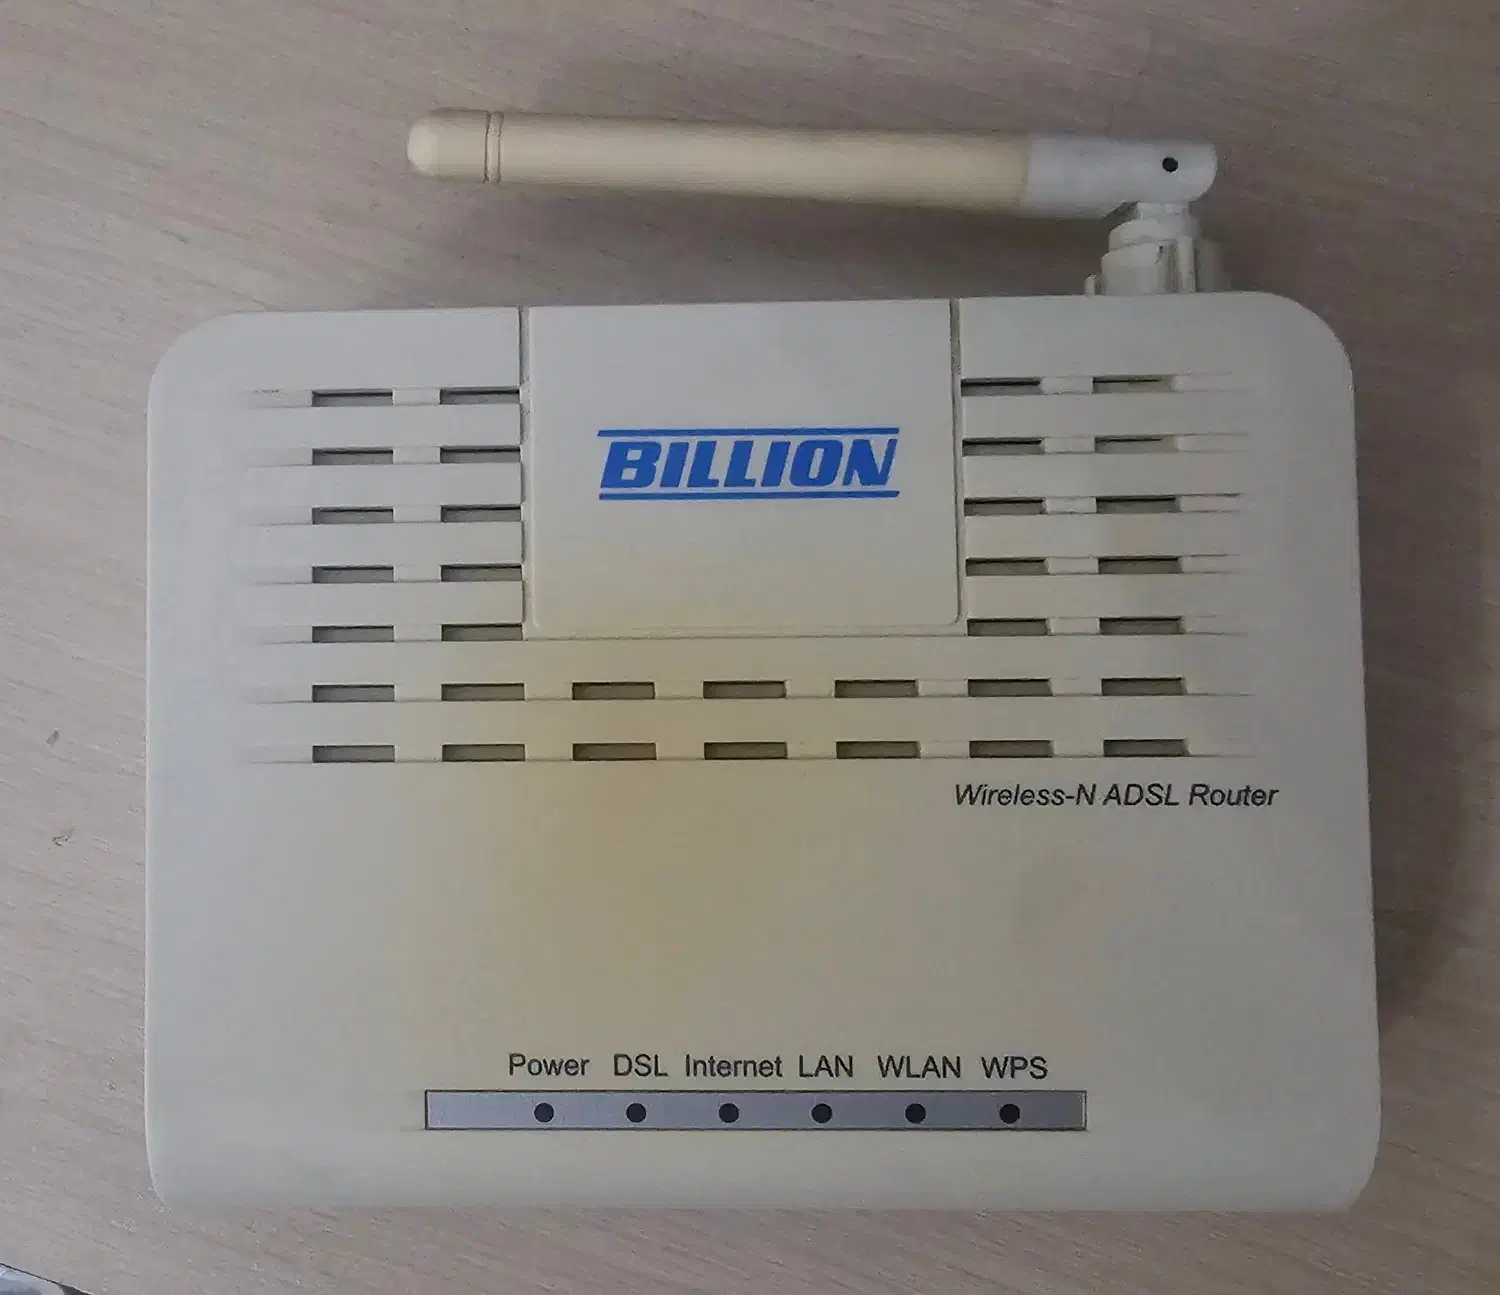 BILLION
Wireless-N ADSL Router
Power DSL Internet LAN WLAN WPS